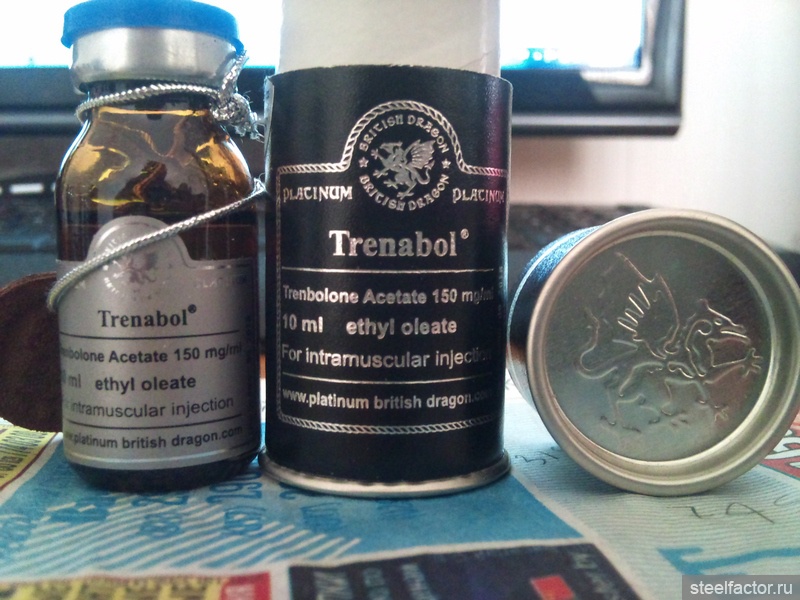 Trenabol®
Acetate 150 mg/ml
ml ethyl oleate
intramuscular injection
platinum british dragon.com
BRITISH DRAGON
PLATINUM PLATINUM
BRITISH DRAGON
Trenabol®
Trenbolone Acetate 150 mg/ml
10 ml ethyl oleate
For intramuscular injection
www.platinum british dragon.com
steelfactor.ru